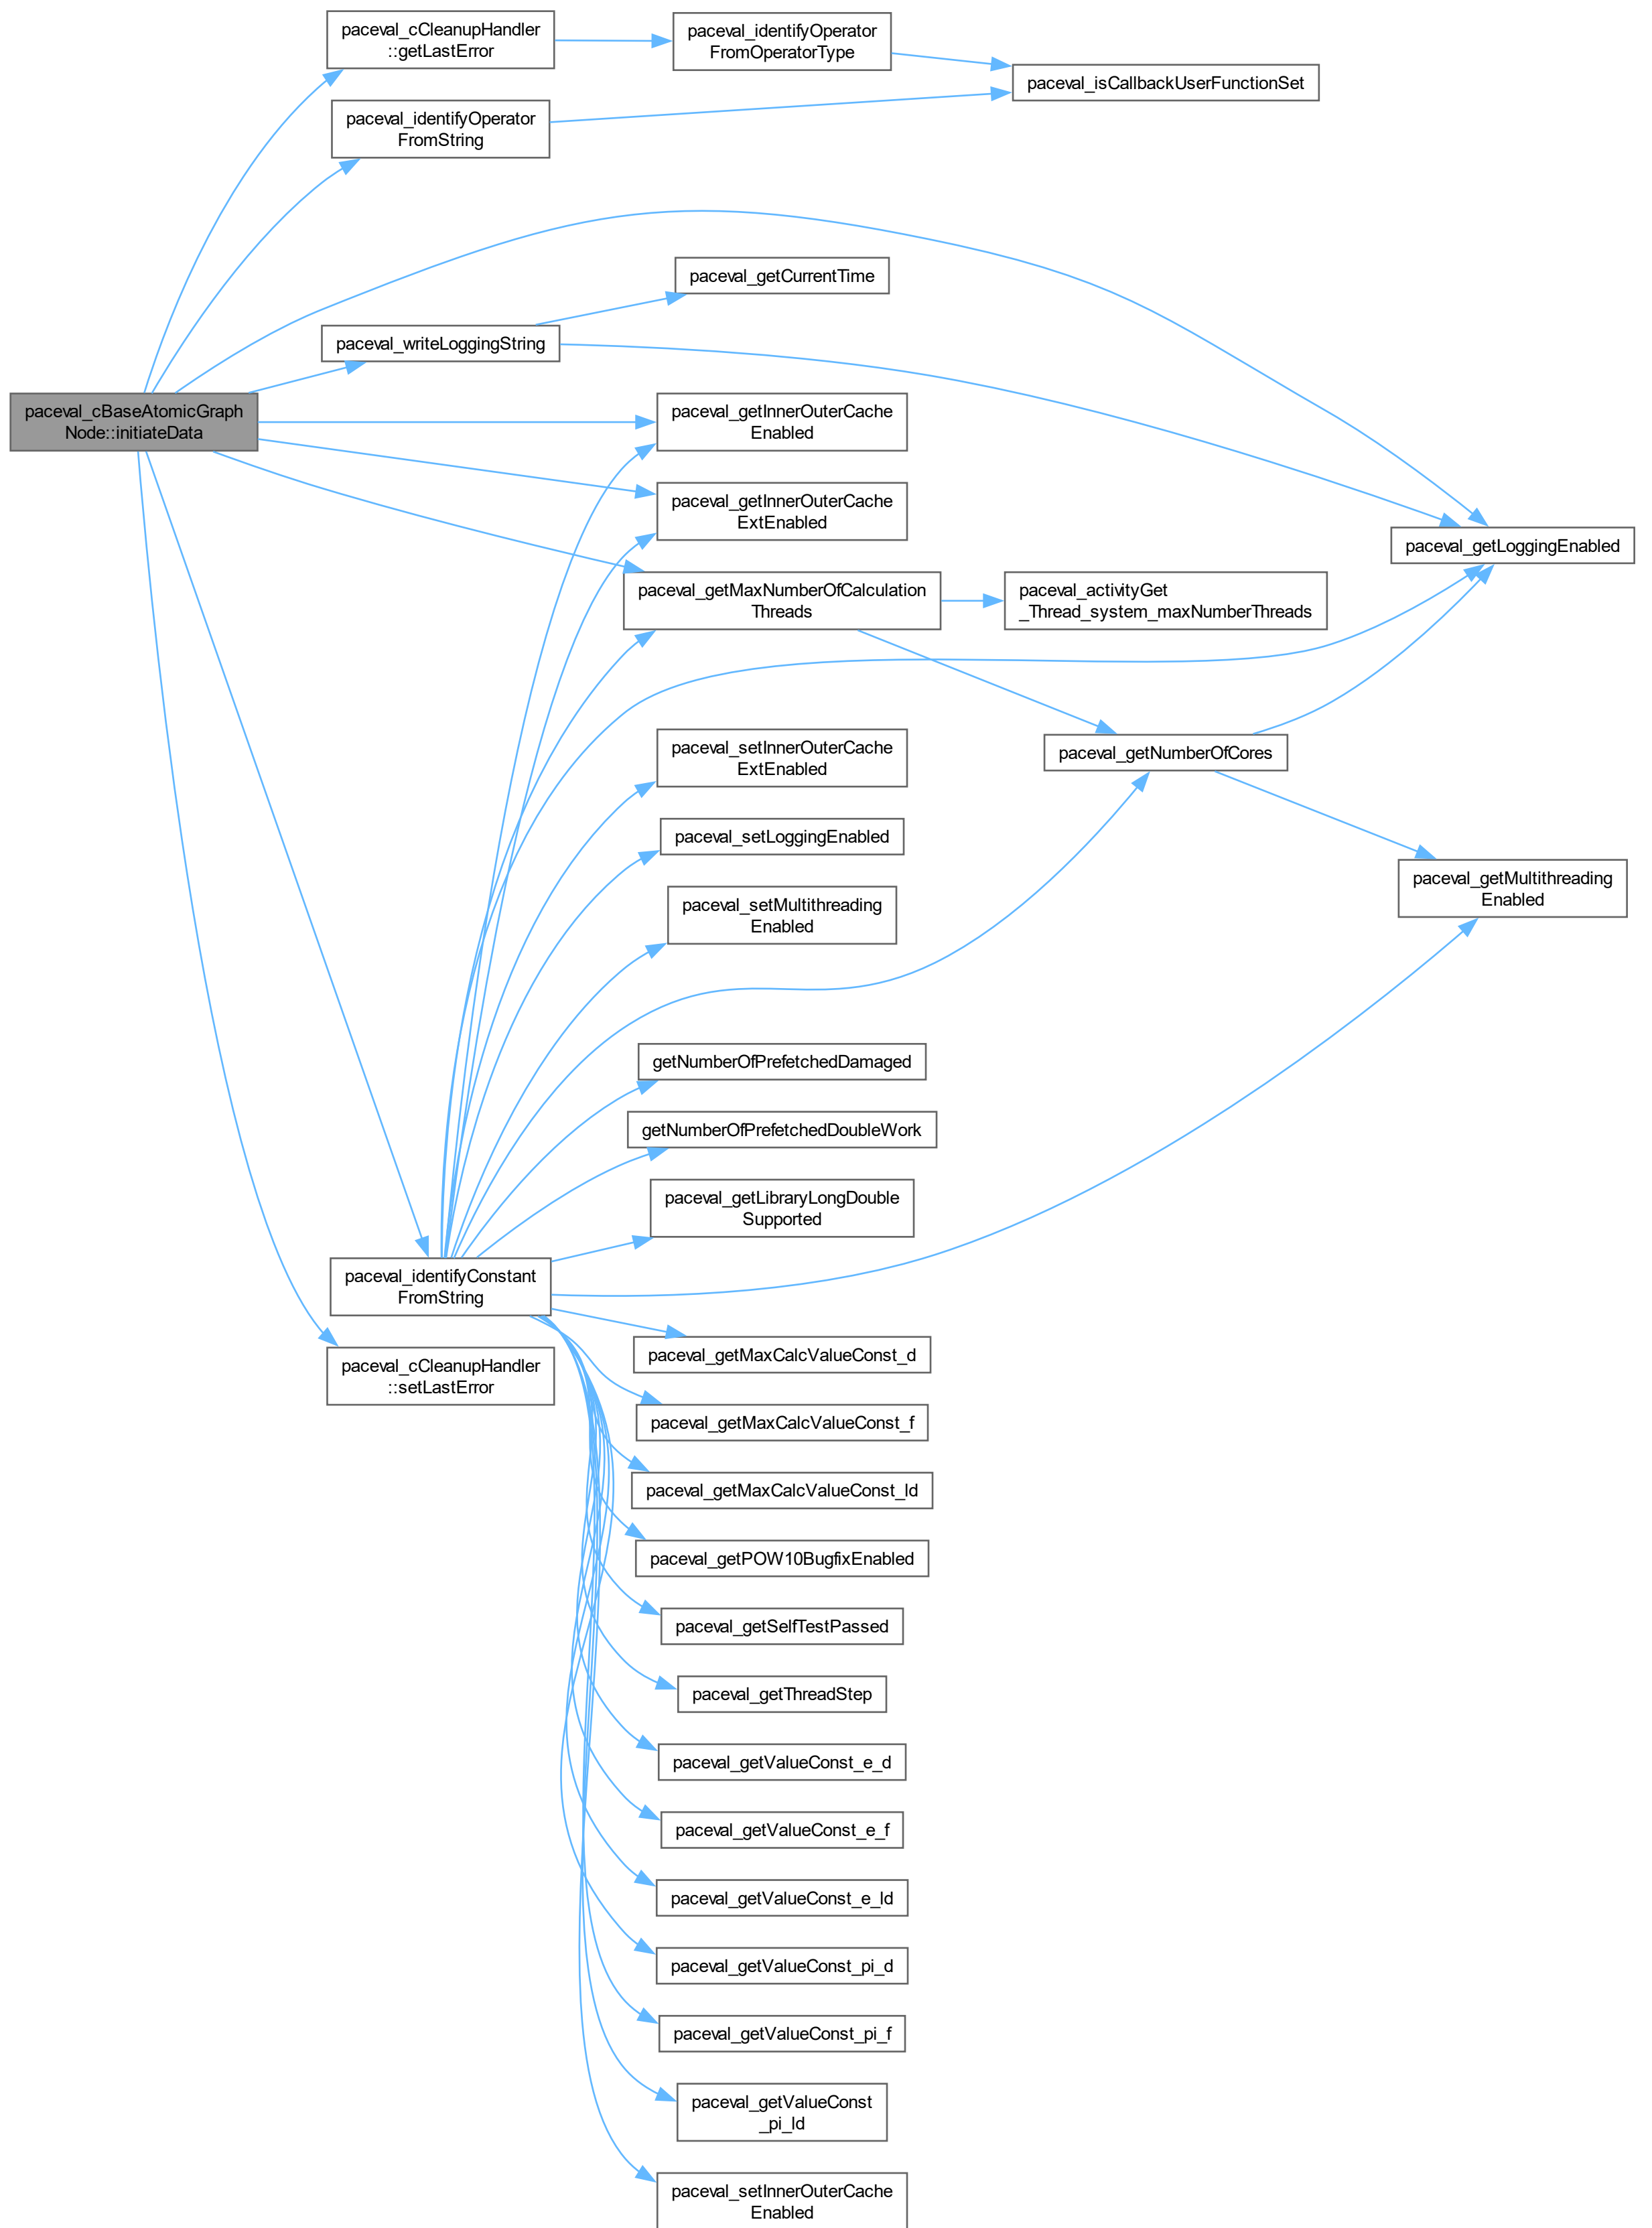 paceval_cCleanupHandler
::getLastError
paceval_identifyOperator
FromOperatorType
paceval_isCallbackUserFunctionSet
paceval_identifyOperator
FromString
paceval_getCurrentTime
paceval_writeLoggingString
paceval_cBaseAtomicGraph
Node::initiateData
paceval_getInnerOuterCache
Enabled
paceval_getInnerOuterCache
ExtEnabled
paceval_getLoggingEnabled
paceval_getMaxNumberOfCalculation
Threads
paceval_activityGet
_Thread_system_maxNumberThreads
paceval_setInnerOuterCache
ExtEnabled
paceval_getNumberOfCores
paceval_setLoggingEnabled
paceval_setMultithreading
Enabled
paceval_getMultithreading
Enabled
getNumberOfPrefetchedDamaged
getNumberOfPrefetchedDoubleWork
paceval_getLibraryLongDouble
Supported
paceval_identifyConstant
FromString
paceval_cCleanupHandler
::setLastError
paceval_getMaxCalcValueConst_d
paceval_getMaxCalcValueConst_f
paceval_getMaxCalcValueConst_ld
paceval_getPOW10BugfixEnabled
paceval_getSelfTestPassed
paceval_getThreadStep
paceval_getValueConst_e_d
paceval_getValueConst_e_f
paceval_getValueConst_e_ld
paceval_getValueConst_pi_d
paceval_getValueConst_pi_f
paceval_getValueConst
_pi_ld
paceval_setInnerOuterCache
Enabled